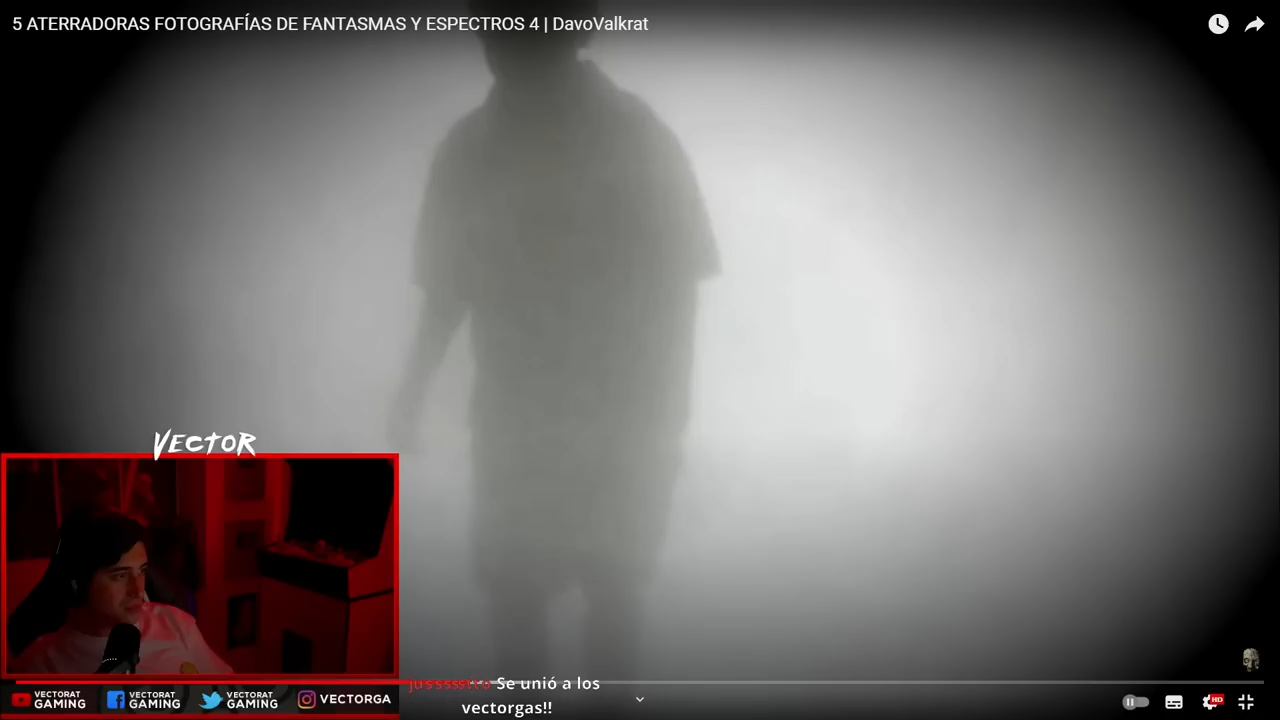 5 ATERRADORAS FOTOGRAFÍAS DE FANTASMAS Y ESPECTROS 4 | DavoValkrat
VECTOR
Se unió a los
vectorgas!!
VECTORAT
GAMING
VECTORAT
GAMING
VECTORAT
GAMING
VECTORGA
HD